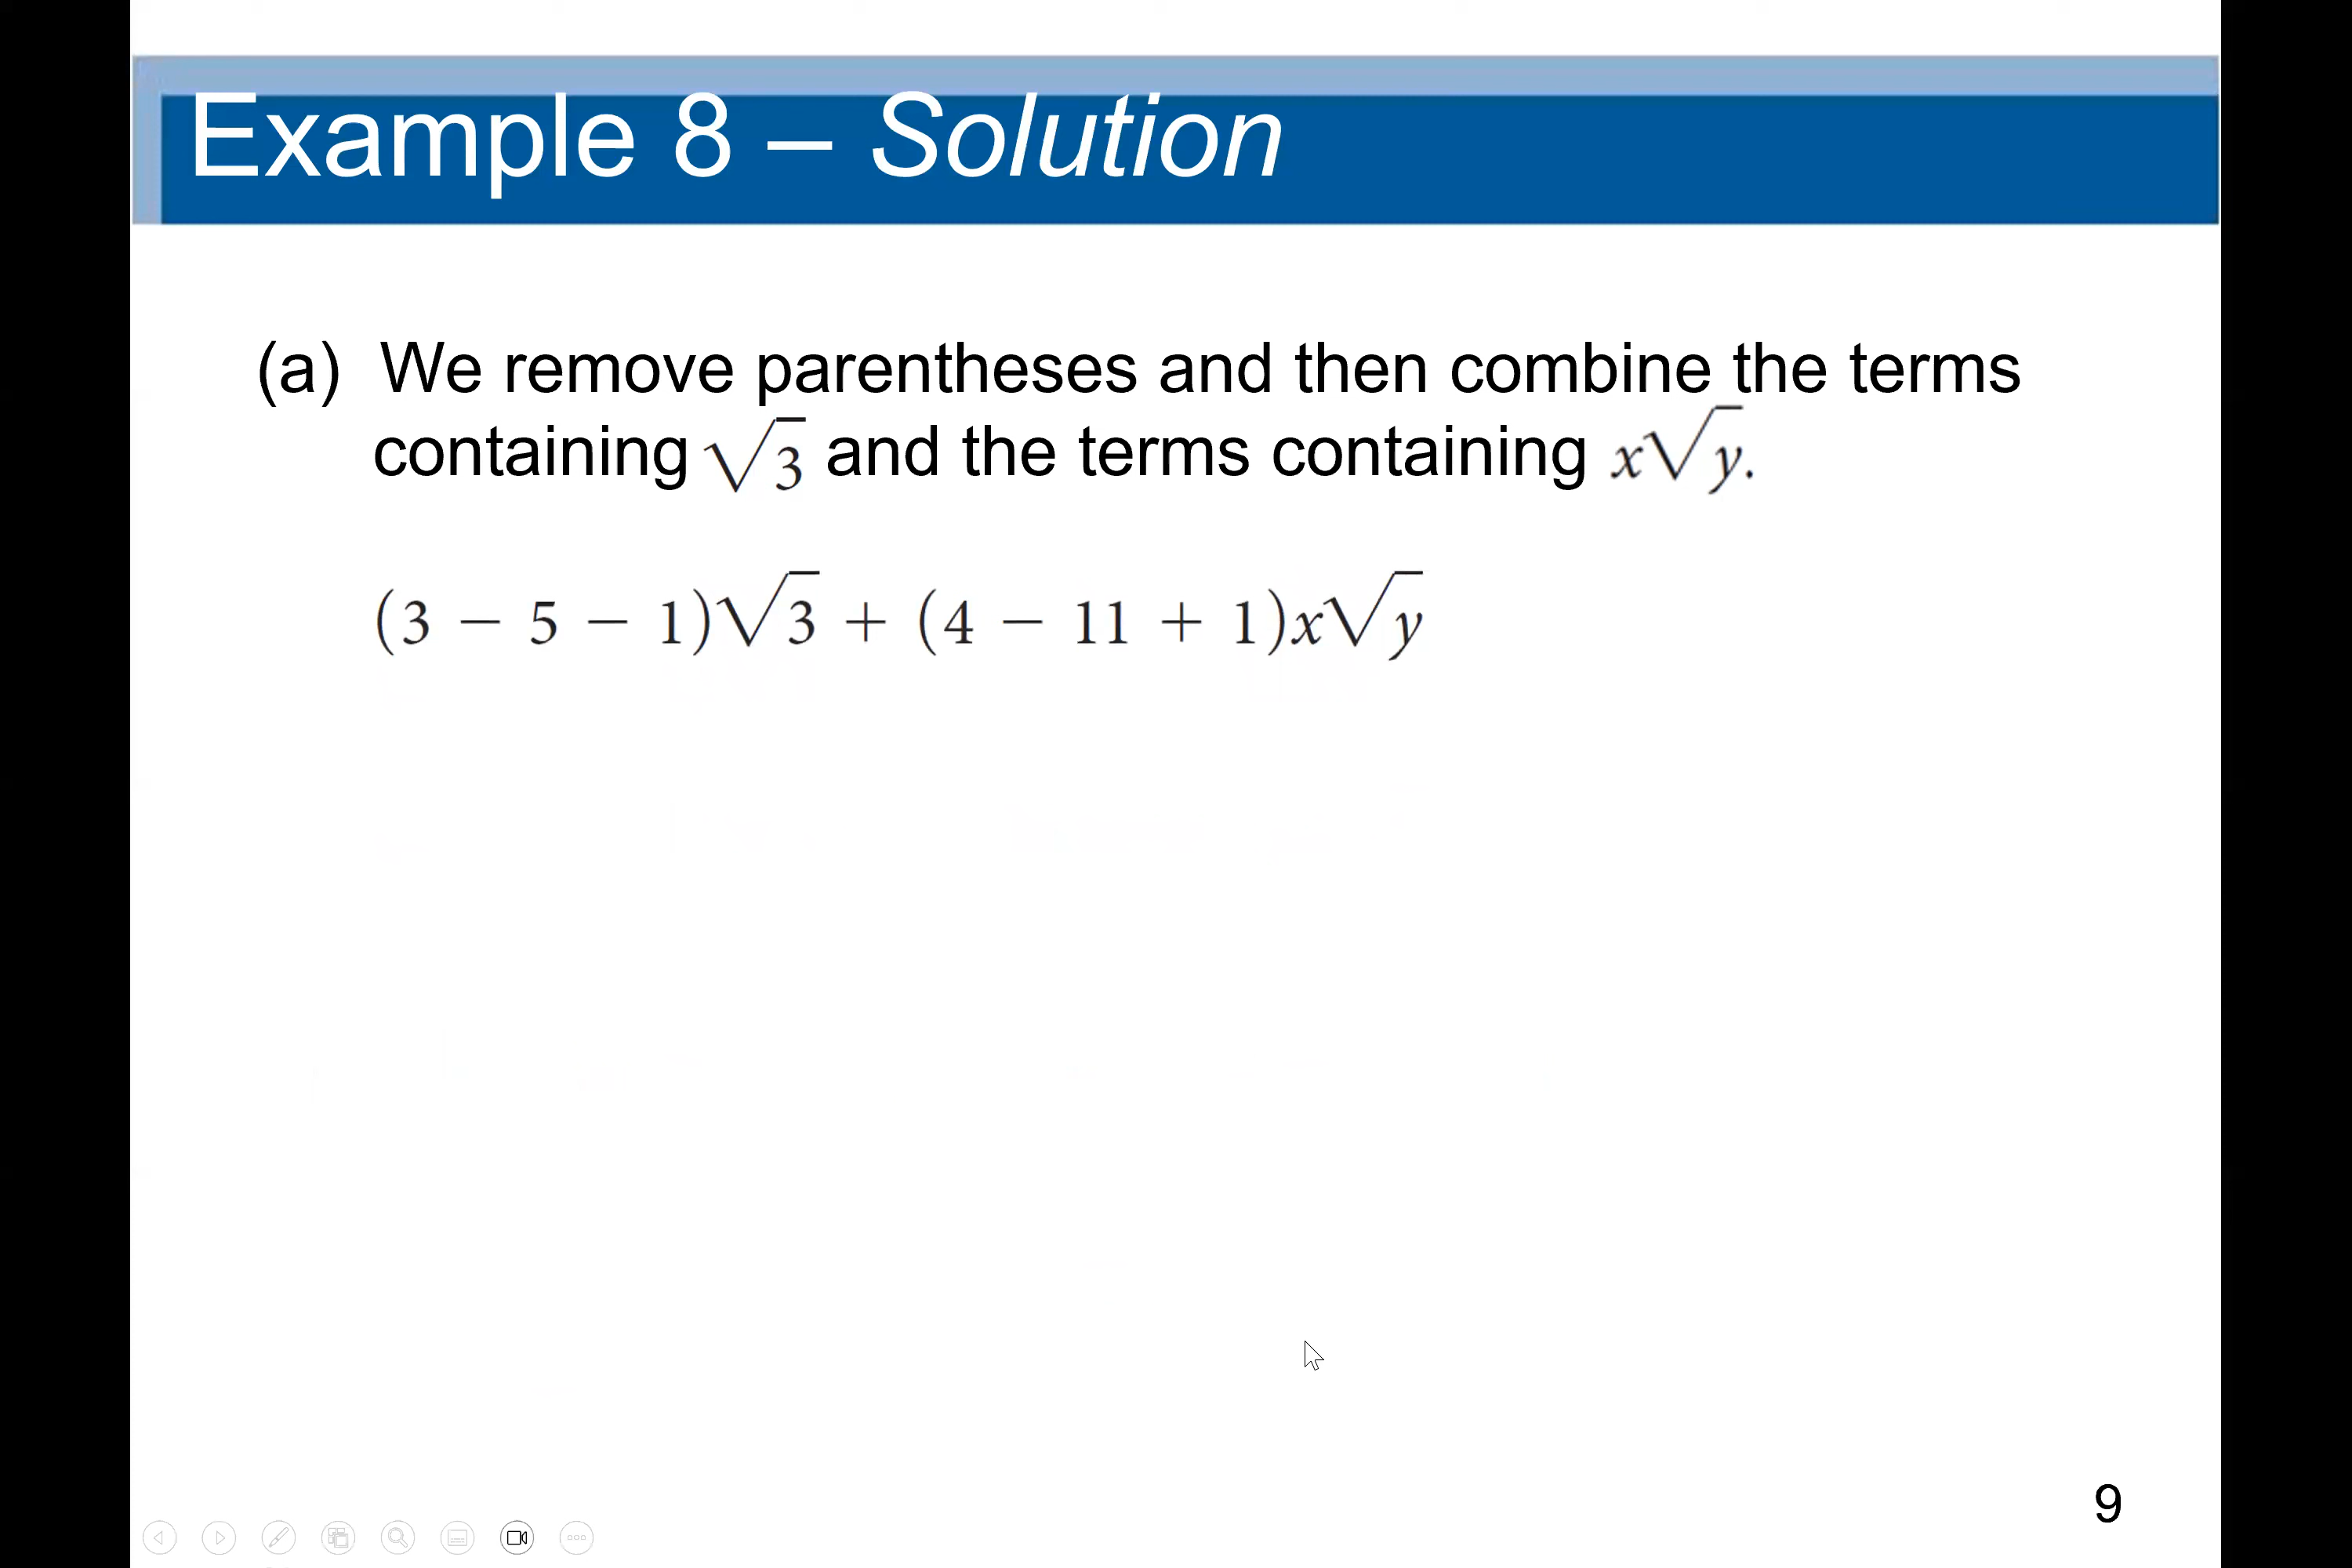 Example 8 – Solution
(a) We remove parentheses and then combine the terms
containing √3 and the terms containing x√y.
(3 − 5 − 1)√3 + (4 − 11 + 1)x√y
9